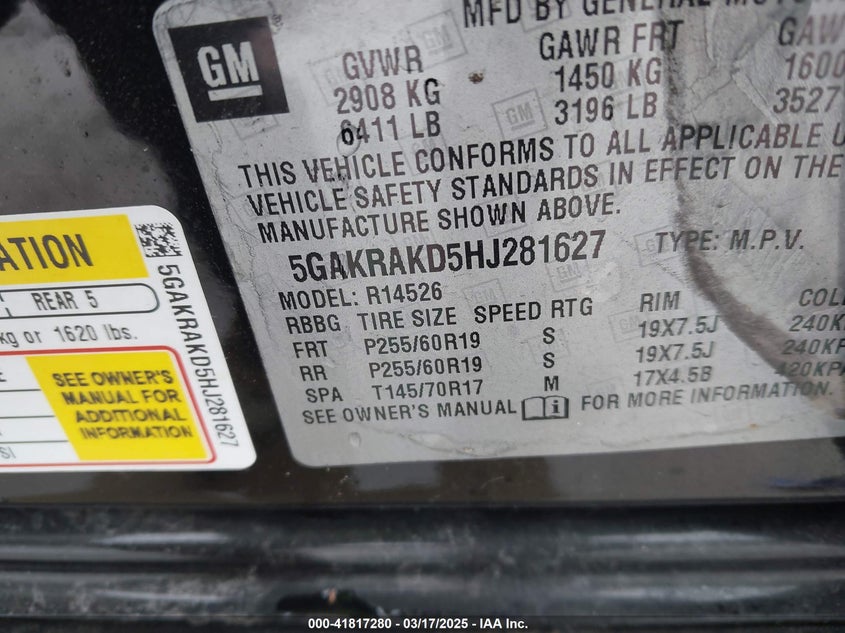 MFD BY GENERAL
GM
GVWR
GAWR FRT
GAWR
2908 KG
1450 KG
1600
6411 LB
3196 LB
3527
THIS VEHICLE CONFORMS TO ALL APPLICABLE U
VEHICLE SAFETY STANDARDS IN EFFECT ON THE
MANUFACTURE SHOWN ABOVE.
5GAKRAKD5HJ281627
TYPE: M.P.V.
MODEL: R14526
RBBG TIRE SIZE SPEED RTG RIM COLD
FRT P255/60R19 S 19X7.5J 240KP
RR P255/60R19 S 19X7.5J 240KP
SPA T145/70R17 M 17X4.5B 420KP
SEE OWNER'S MANUAL i FOR MORE INFORMATION.
ATION
REAR 5
kg or 1620 lbs.
SEE OWNER'S
MANUAL FOR
ADDITIONAL
INFORMATION
5GAKRAKD5HJ281627
000-41817280 - 03/17/2025 - IAA Inc.